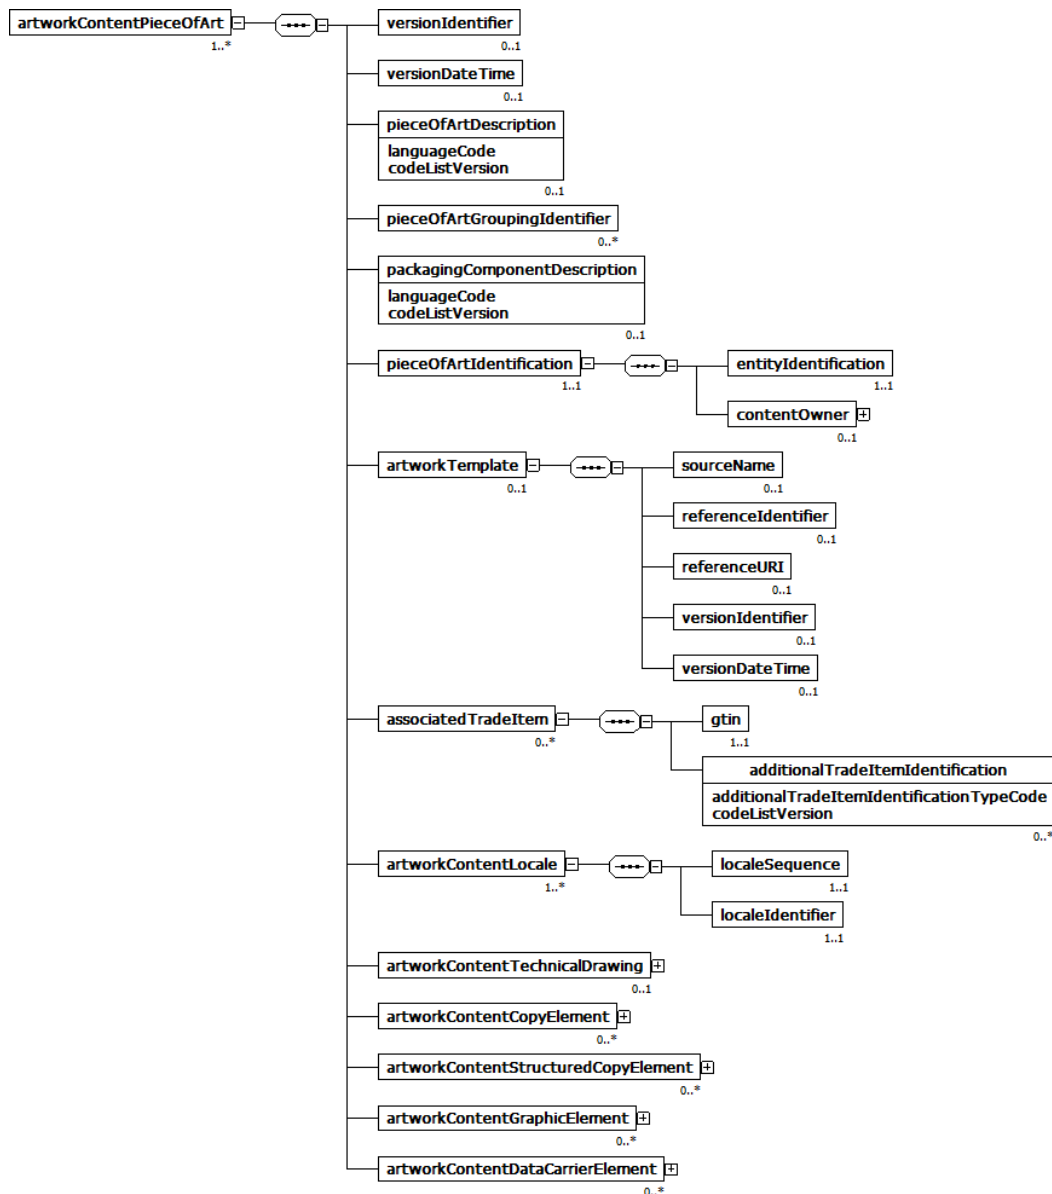 artworkContentPieceOfArt
1..*
versionIdentifier
0..1
versionDateTime
0..1
pieceOfArtDescription
languageCode
codeListVersion
0..1
pieceOfArtGroupingIdentifier
0..*
packagingComponentDescription
languageCode
codeListVersion
0..1
pieceOfArtIdentification
1..1
entityIdentification
1..1
contentOwner
0..1
artworkTemplate
0..1
sourceName
0..1
referenceIdentifier
0..1
referenceURI
0..1
versionIdentifier
0..1
versionDateTime
0..1
associatedTradeItem
0..*
gtin
1..1
additionalTradeItemIdentification
additionalTradeItemIdentificationTypeCode
codeListVersion
0..*
artworkContentLocale
1..*
localeSequence
1..1
localeIdentifier
1..1
artworkContentTechnicalDrawing
0..1
artworkContentCopyElement
0..*
artworkContentStructuredCopyElement
0..*
artworkContentGraphicElement
0..*
artworkContentDataCarrierElement
0..*